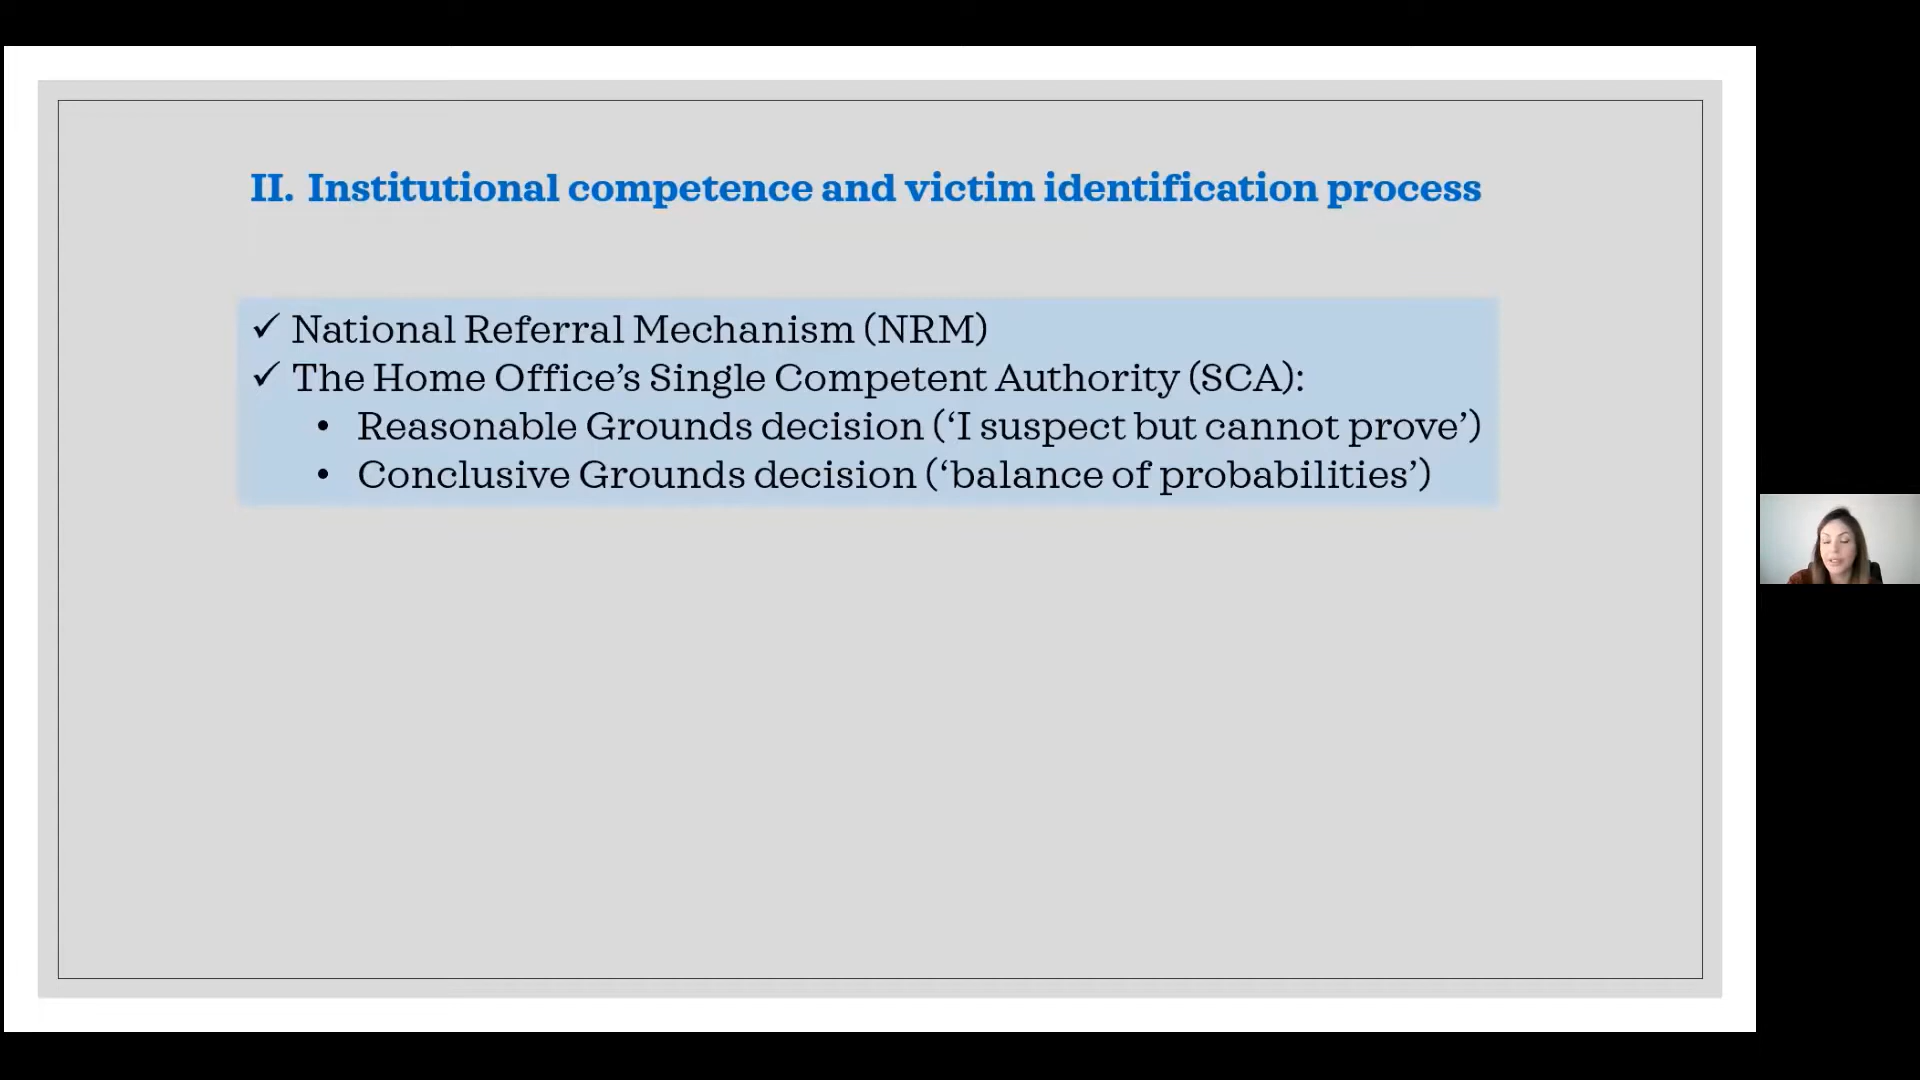 II. Institutional competence and victim identification process
✓ National Referral Mechanism (NRM)
✓ The Home Office’s Single Competent Authority (SCA):
• Reasonable Grounds decision (‘I suspect but cannot prove’)
• Conclusive Grounds decision (‘balance of probabilities’)